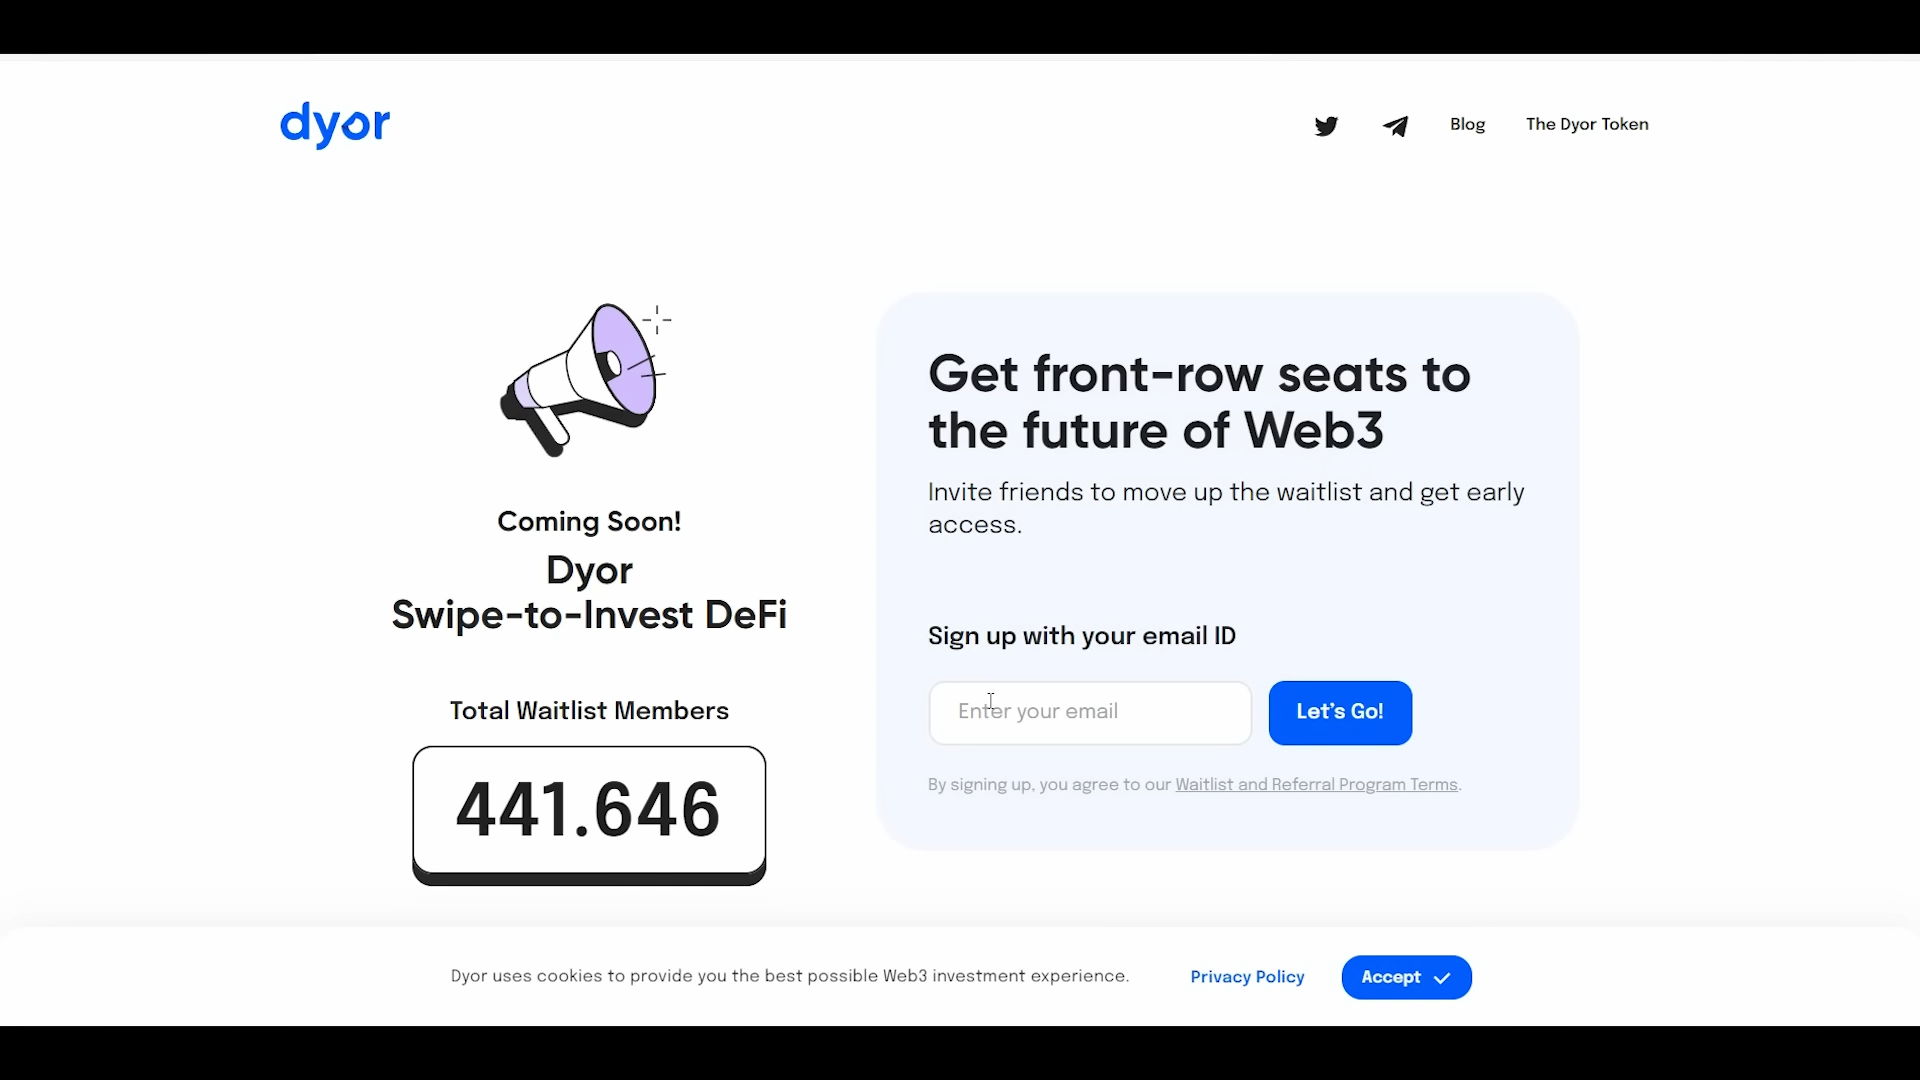 dyor
Blog
The Dyor Token
Coming Soon!
Dyor
Swipe-to-Invest DeFi
Total Waitlist Members
441.646
Get front-row seats to
the future of Web3
Invite friends to move up the waitlist and get early
access.
Sign up with your email ID
Enter your email
Let's Go!
By signing up, you agree to our Waitlist and Referral Program Terms.
Dyor uses cookies to provide you the best possible Web3 investment experience.
Privacy Policy
Accept